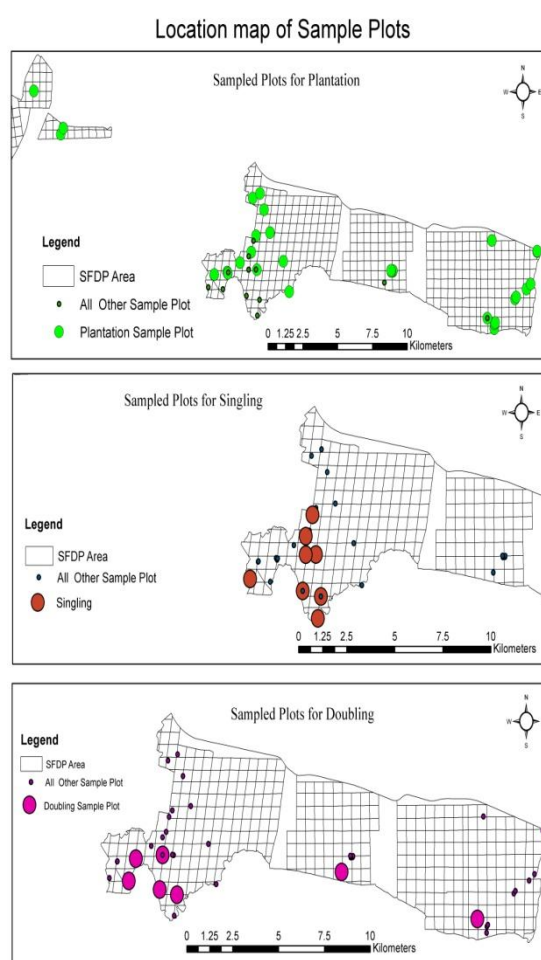 Location map of Sample Plots
Sampled Plots for Plantation
N
W E
S
Legend
SFDP Area
All Other Sample Plot
Plantation Sample Plot
0 1.25 2.5 5 7.5 10
Kilometers
Sampled Plots for Singling
N
W E
S
Legend
SFDP Area
All Other Sample Plot
Singling
0 1.25 2.5 5 7.5 10
Kilometers
Sampled Plots for Doubling
N
W E
S
Legend
SFDP Area
All Other Sample Plot
Doubling Sample Plot
0 1.25 2.5 5 7.5 10
Kilometers